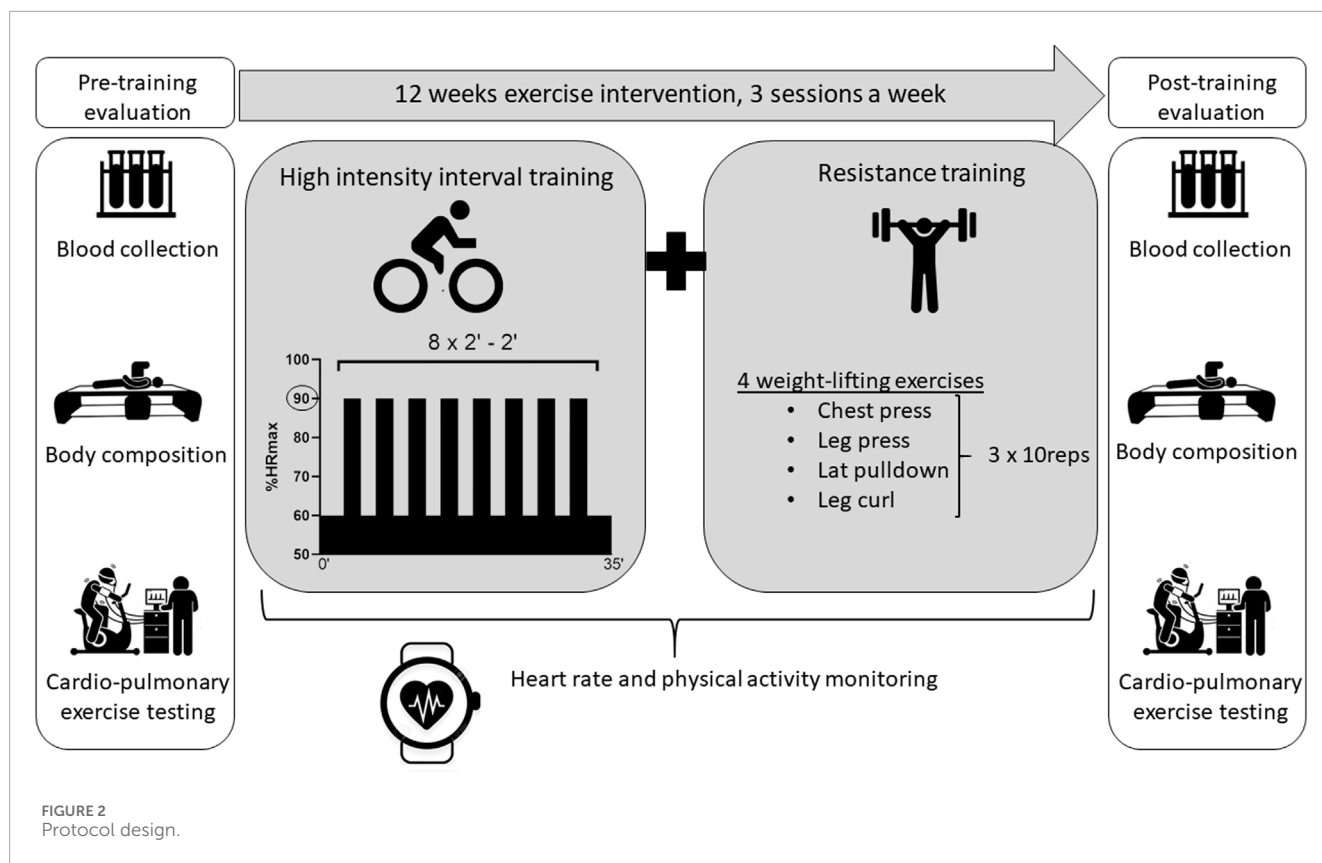 Pre-training
evaluation
12 weeks exercise intervention, 3 sessions a week
Post-training
evaluation
Blood collection
Body composition
Cardio-pulmonary
exercise testing
High intensity interval training
8 x 2' - 2'
%HRmax
100
90
80
70
60
50
0'
35'
Resistance training
4 weight-lifting exercises
• Chest press
• Leg press
• Lat pulldown
• Leg curl
3 x 10reps
Heart rate and physical activity monitoring
Blood collection
Body composition
Cardio-pulmonary
exercise testing
FIGURE 2
Protocol design.